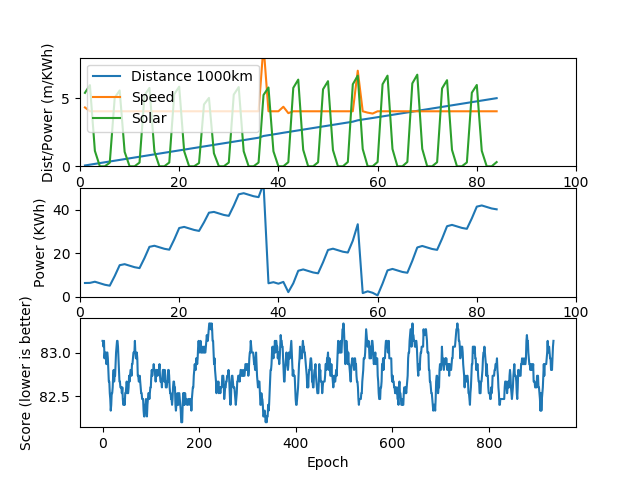 Dist/Power (m/KWh)
5
0
Distance 1000km
Speed
Solar
0 20 40 60 80 100
Power (KWh)
40
20
0
0 20 40 60 80 100
Score (lower is better)
83.0
82.5
0 200 400 600 800
Epoch